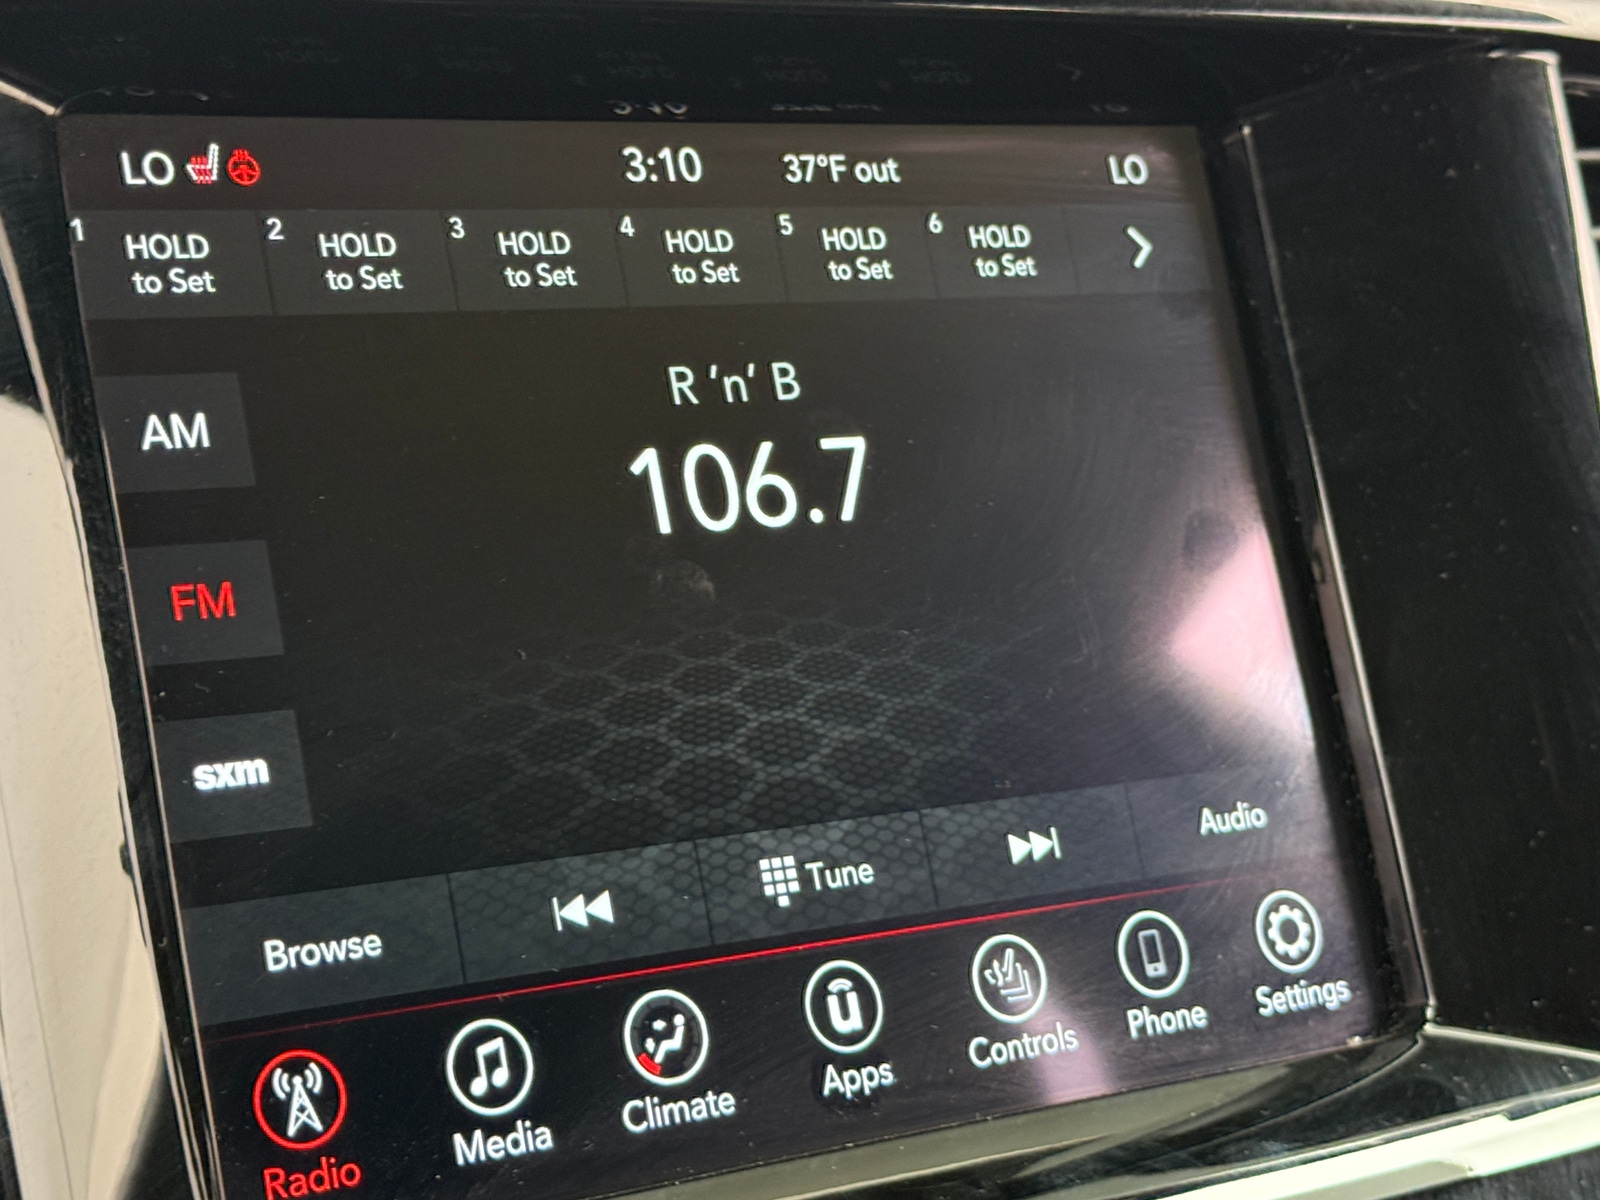 LO 3:10 37°F out LO
1 HOLD to Set
2 HOLD to Set
3 HOLD to Set
4 HOLD to Set
5 HOLD to Set
6 HOLD to Set
R 'n' B
106.7
AM
FM
sxm
Browse
Tune
Audio
Radio
Media
Climate
u
Apps
Controls
Phone
Settings